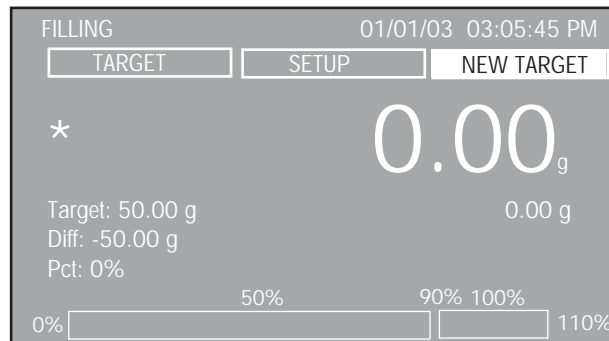 FILLING 01/01/03 03:05:45 PM
TARGET SETUP NEW TARGET
* 0.00 g
Target: 50.00 g 0.00 g
Diff: -50.00 g
Pct: 0%
50% 90% 100%
0% 110%